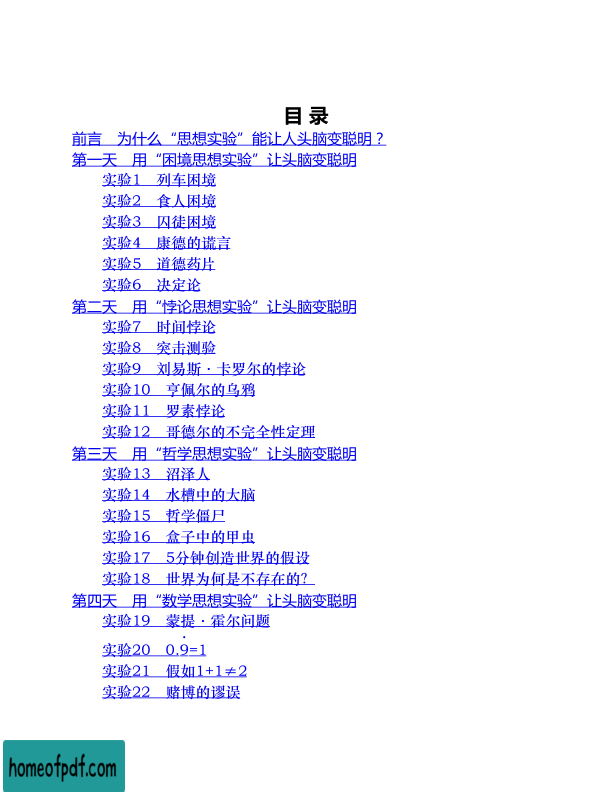 目 录
前言　为什么“思想实验”能让人头脑变聪明？
第一天　用“困境思想实验”让头脑变聪明
实验1　列车困境
实验2　食人困境
实验3　囚徒困境
实验4　康德的谎言
实验5　道德药片
实验6　决定论
第二天　用“悖论思想实验”让头脑变聪明
实验7　时间悖论
实验8　突击测验
实验9　刘易斯·卡罗尔的悖论
实验10　亨佩尔的乌鸦
实验11　罗素悖论
实验12　哥德尔的不完全性定理
第三天　用“哲学思想实验”让头脑变聪明
实验13　沼泽人
实验14　水槽中的大脑
实验15　哲学僵尸
实验16　盒子中的甲虫
实验17　5分钟创造世界的假设
实验18　世界为何是不存在的？
第四天　用“数学思想实验”让头脑变聪明
实验19　蒙提·霍尔问题
实验20　0.9̇=1
实验21　假如1+1≠2
实验22　赌博的谬误
homeofpdf.com